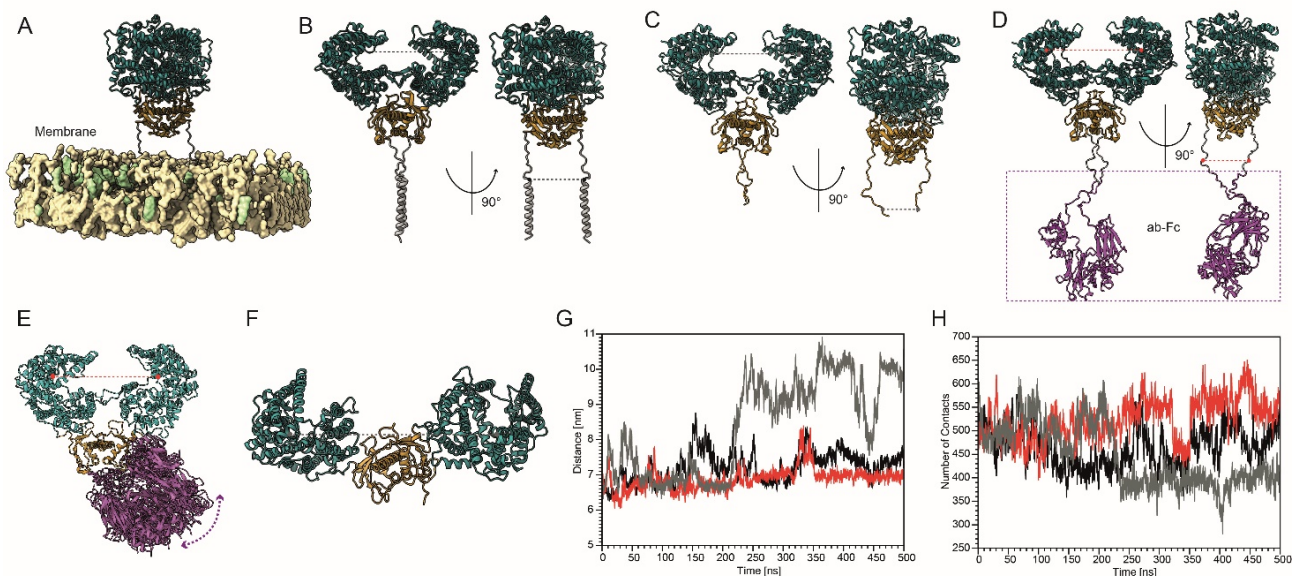 A
B
C
D
Membrane
90°
90°
90°
ab-Fc
E
F
G
H
11
10
9
8
7
6
5
Distance [nm]
0 50 100 150 200 250 300 350 400 450 500
Time [ns]
700
650
600
550
500
450
400
350
300
250
Number of Contacts
0 50 100 150 200 250 300 350 400 450 500
Time [ns]